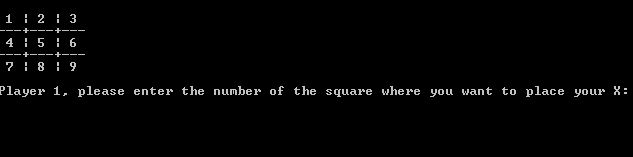 1 ¦ 2 ¦ 3
---+---+---
4 ¦ 5 ¦ 6
---+---+---
7 ¦ 8 ¦ 9
Player 1, please enter the number of the square where you want to place your X: